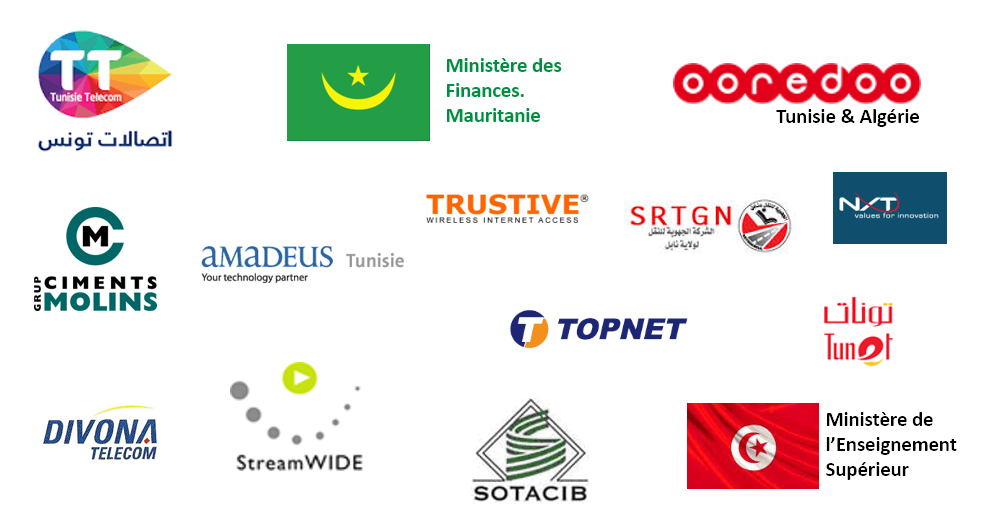 TT
Tunisie Telecom
اتصالات تونس
Ministère des
Finances.
Mauritanie
ooredoo
Tunisie & Algérie
CM
GRUP
CIMENTS
MOLINS
amaDEUS Tunisie
Your technology partner
TRUSTIVE®
WIRELESS INTERNET ACCESS
SRTGN
الشركة الجهوية للنقل
لولاية نابل
NXT
values for innovation
T TOPNET
تونات
Tunet
DIVONA
TELECOM
StreamWIDE
SOTACIB
Ministère de
l'Enseignement
Supérieur